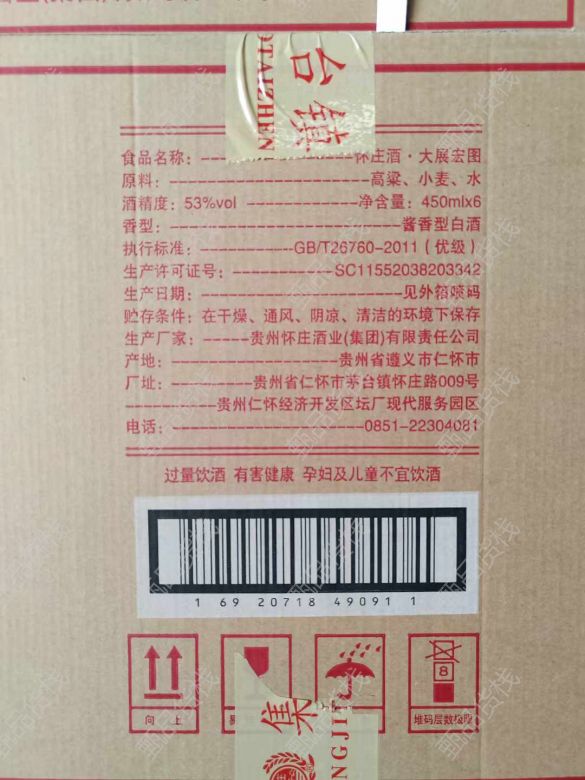 台镇
OTAIZHEN
食品名称：怀庄酒·大展宏图
原料：高粱、小麦、水
酒精度：53%vol 净含量：450mlx6
香型：酱香型白酒
执行标准：GB/T26760-2011（优级）
生产许可证号：SC11552038203342
生产日期：见外箱喷码
贮存条件：在干燥、通风、阴凉、清洁的环境下保存
生产厂家：贵州怀庄酒业(集团)有限责任公司
产地：贵州省遵义市仁怀市
厂址：贵州省仁怀市茅台镇怀庄路009号
贵州仁怀经济开发区坛厂现代服务园区
电话：0851-22304081
过量饮酒 有害健康 孕妇及儿童不宜饮酒
1 69 20718 49091 1
8
向上
堆码层数极限
集
NGJI
甄品货栈